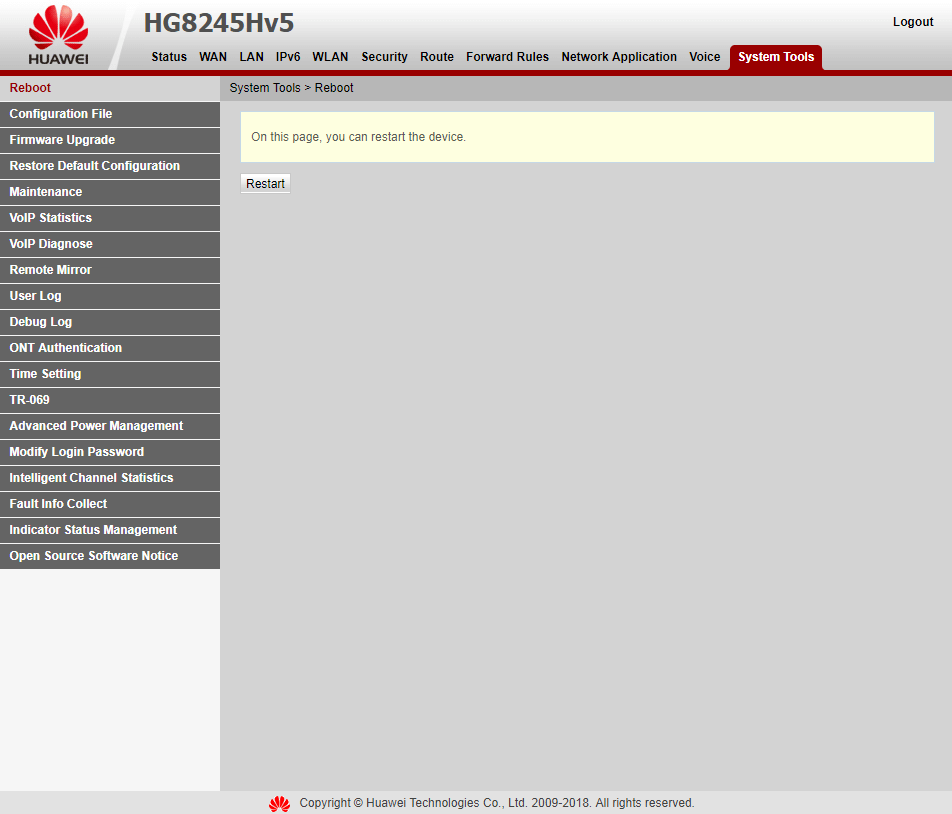 HUAWEI
HG8245Hv5
Logout
Status WAN LAN IPv6 WLAN Security Route Forward Rules Network Application Voice System Tools
Reboot
Configuration File
Firmware Upgrade
Restore Default Configuration
Maintenance
VoIP Statistics
VoIP Diagnose
Remote Mirror
User Log
Debug Log
ONT Authentication
Time Setting
TR-069
Advanced Power Management
Modify Login Password
Intelligent Channel Statistics
Fault Info Collect
Indicator Status Management
Open Source Software Notice
System Tools > Reboot
On this page, you can restart the device.
Restart
Copyright © Huawei Technologies Co., Ltd. 2009-2018. All rights reserved.